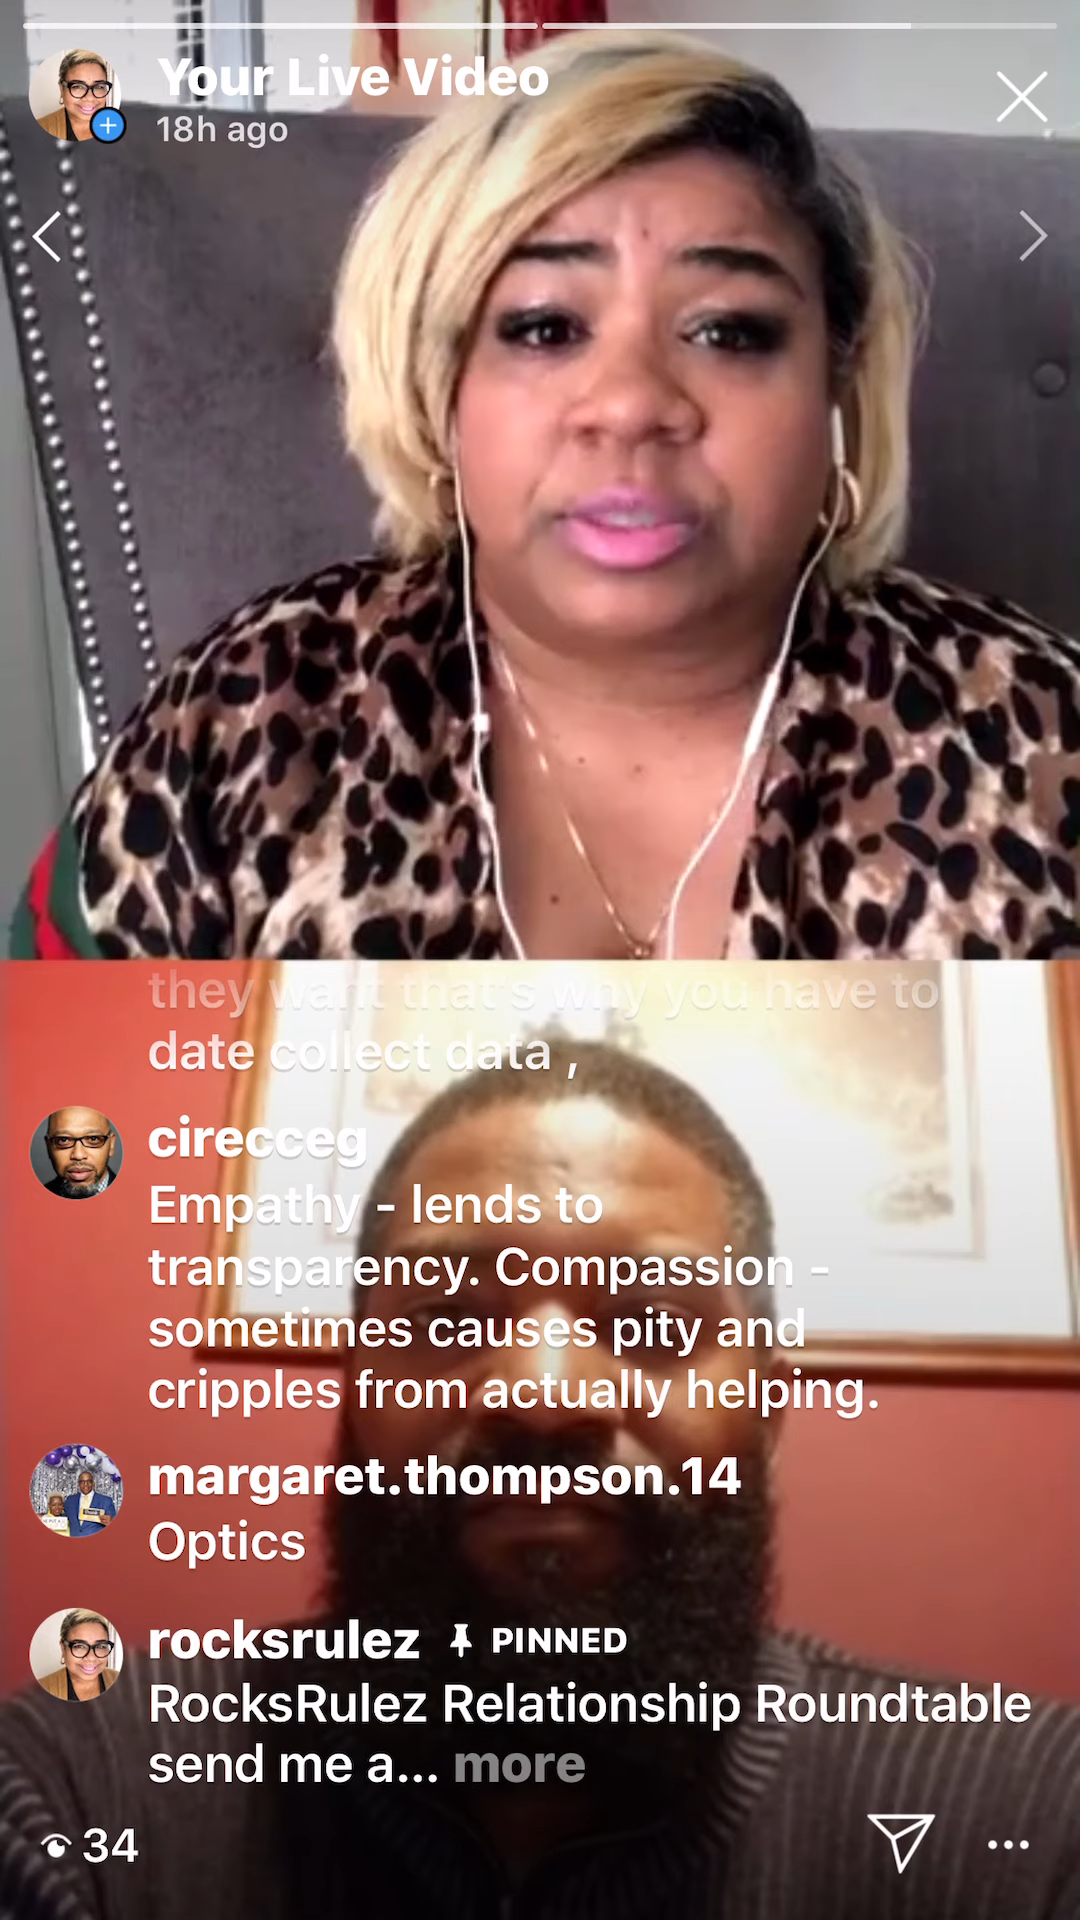 Your Live Video
18h ago
they want that's why you have to
date collect data ,
cirecceg
Empathy - lends to
transparency. Compassion -
sometimes causes pity and
cripples from actually helping.
margaret.thompson.14
Optics
rocksrulez PINNED
RocksRulez Relationship Roundtable
send me a... more
34